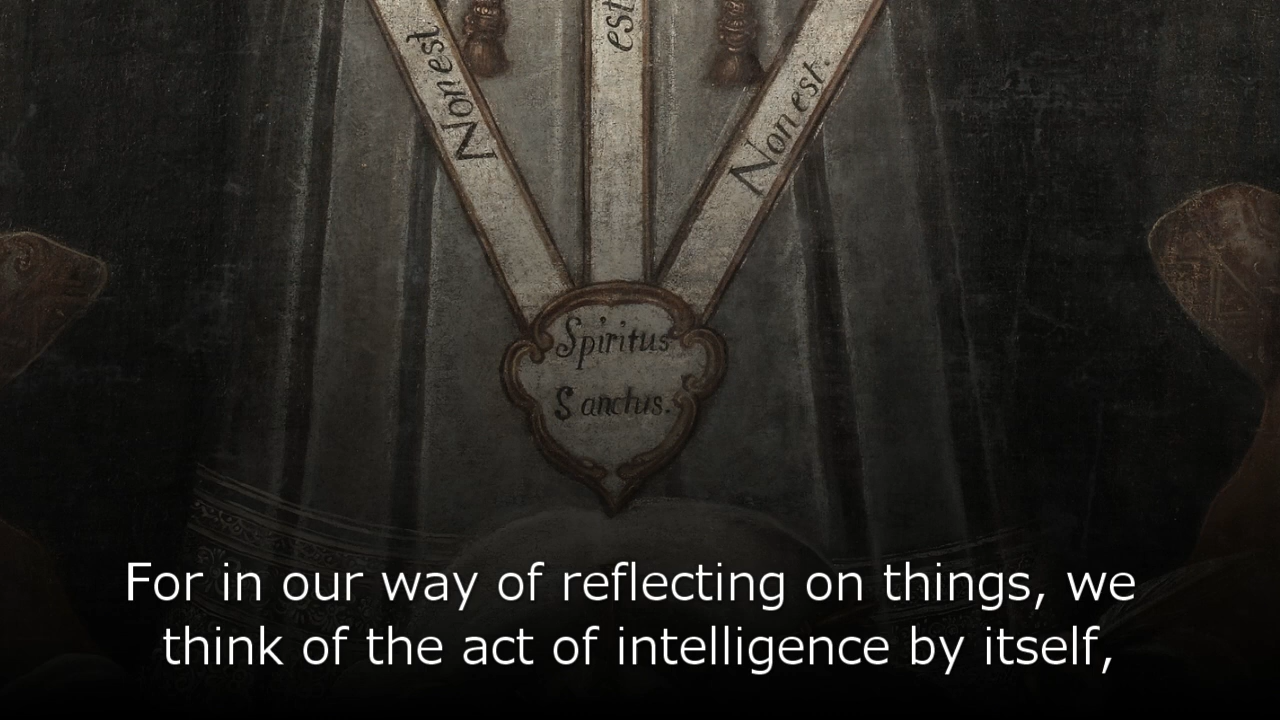 Non est.
est
Non est.
Spiritus
Sanctus.
For in our way of reflecting on things, we
think of the act of intelligence by itself,